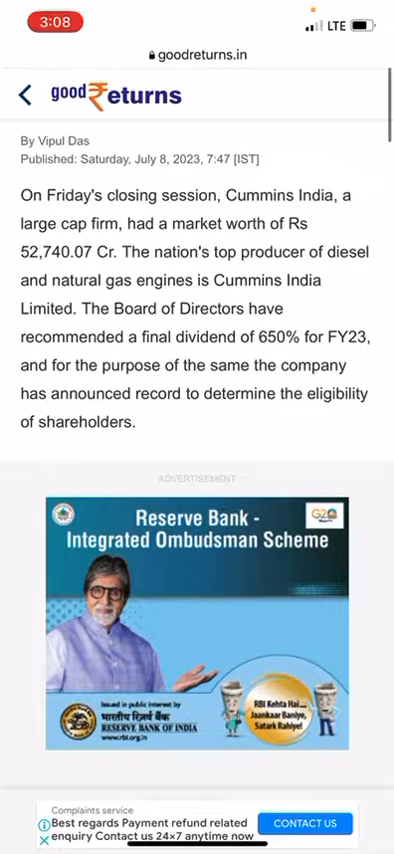 3:08
LTE
goodreturns.in
good₹eturns
By Vipul Das
Published: Saturday, July 8, 2023, 7:47 [IST]
On Friday's closing session, Cummins India, a
large cap firm, had a market worth of Rs
52,740.07 Cr. The nation's top producer of diesel
and natural gas engines is Cummins India
Limited. The Board of Directors have
recommended a final dividend of 650% for FY23,
and for the purpose of the same the company
has announced record to determine the eligibility
of shareholders.
ADVERTISEMENT
G20
Reserve Bank -
Integrated Ombudsman Scheme
Issued in public interest by
भारतीय रिज़र्व बैंक
RESERVE BANK OF INDIA
www.rbi.org.in
RBI Kehta Hai...
Jaankaar Baniye,
Satark Rahiye!
Complaints service
Best regards Payment refund related
enquiry Contact us 24×7 anytime now
CONTACT US